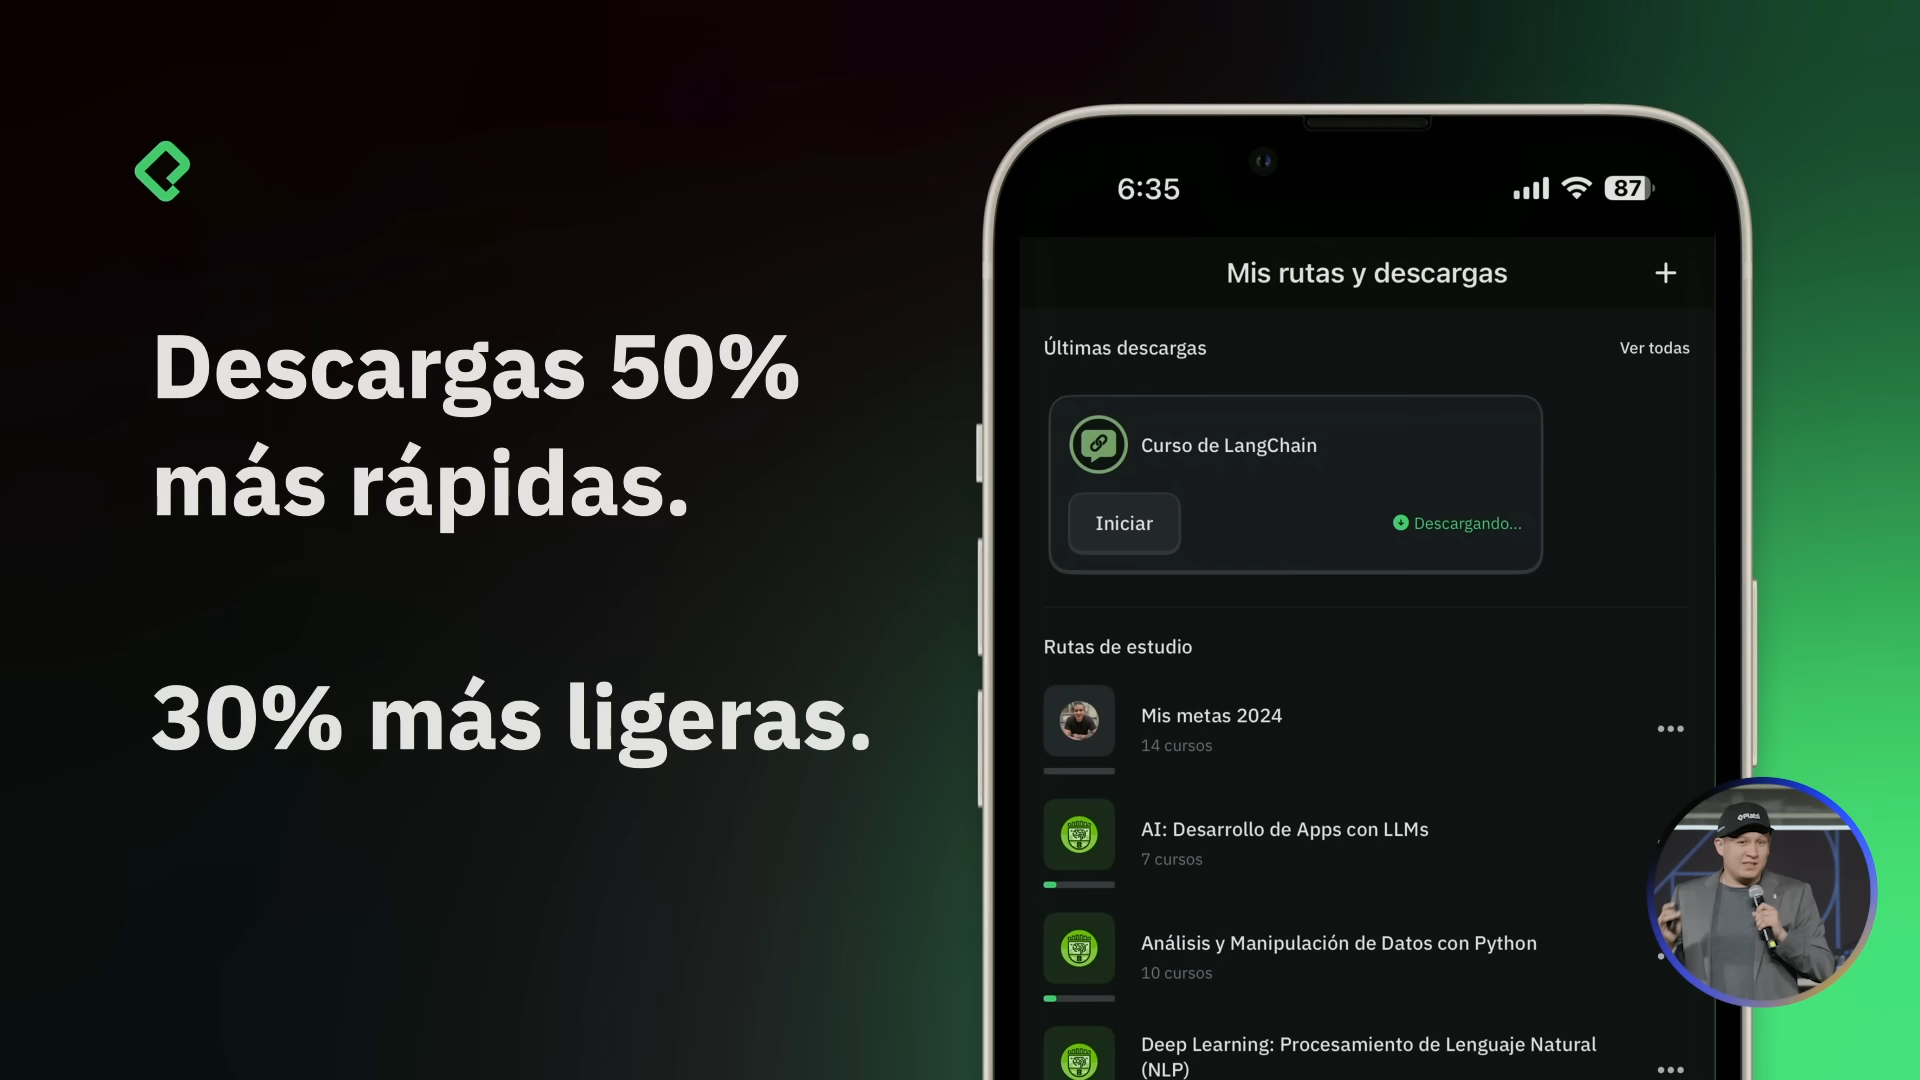 Descargas 50%
más rápidas.
30% más ligeras.
6:35
87
Mis rutas y descargas
+
Últimas descargas
Ver todas
Curso de LangChain
Iniciar
Descargando...
Rutas de estudio
Mis metas 2024
14 cursos
AI: Desarrollo de Apps con LLMs
7 cursos
Análisis y Manipulación de Datos con Python
10 cursos
Deep Learning: Procesamiento de Lenguaje Natural
(NLP)
Platzi